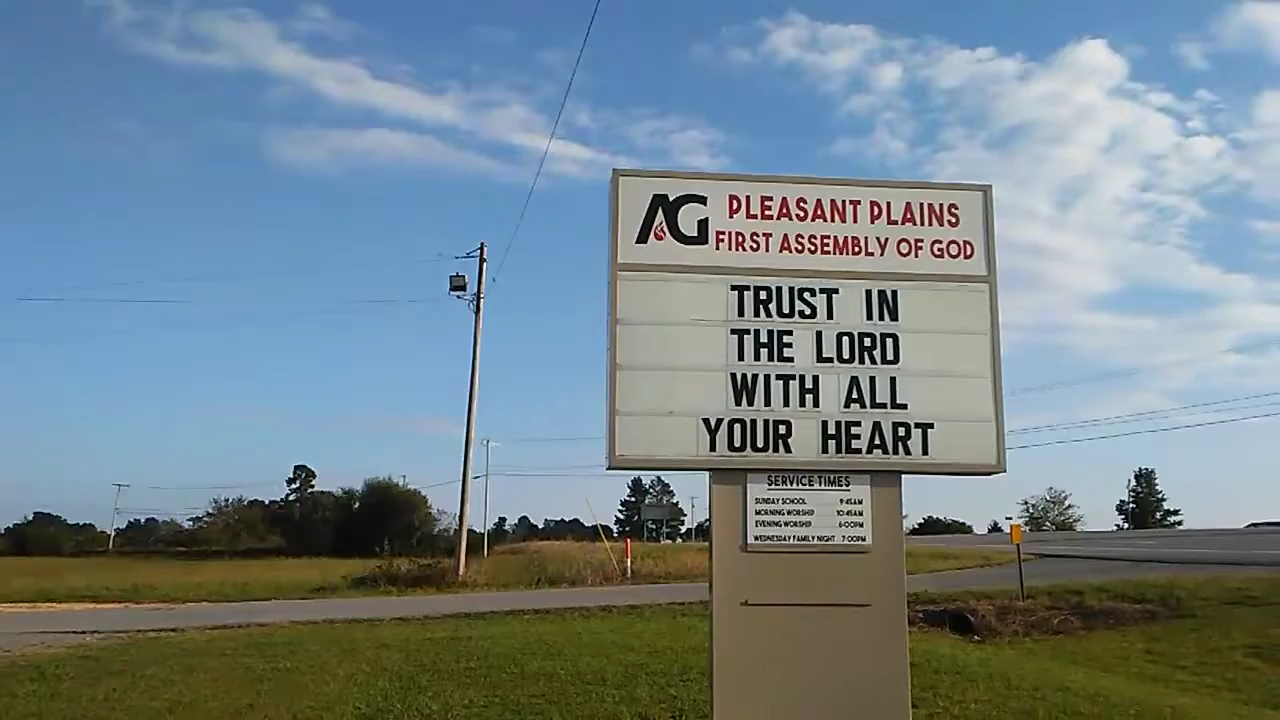 AG PLEASANT PLAINS
FIRST ASSEMBLY OF GOD
TRUST IN
THE LORD
WITH ALL
YOUR HEART
SERVICE TIMES
SUNDAY SCHOOL 9:45AM
MORNING WORSHIP 10:45AM
EVENING WORSHIP 6:00PM
WEDNESDAY FAMILY NIGHT 7:00PM